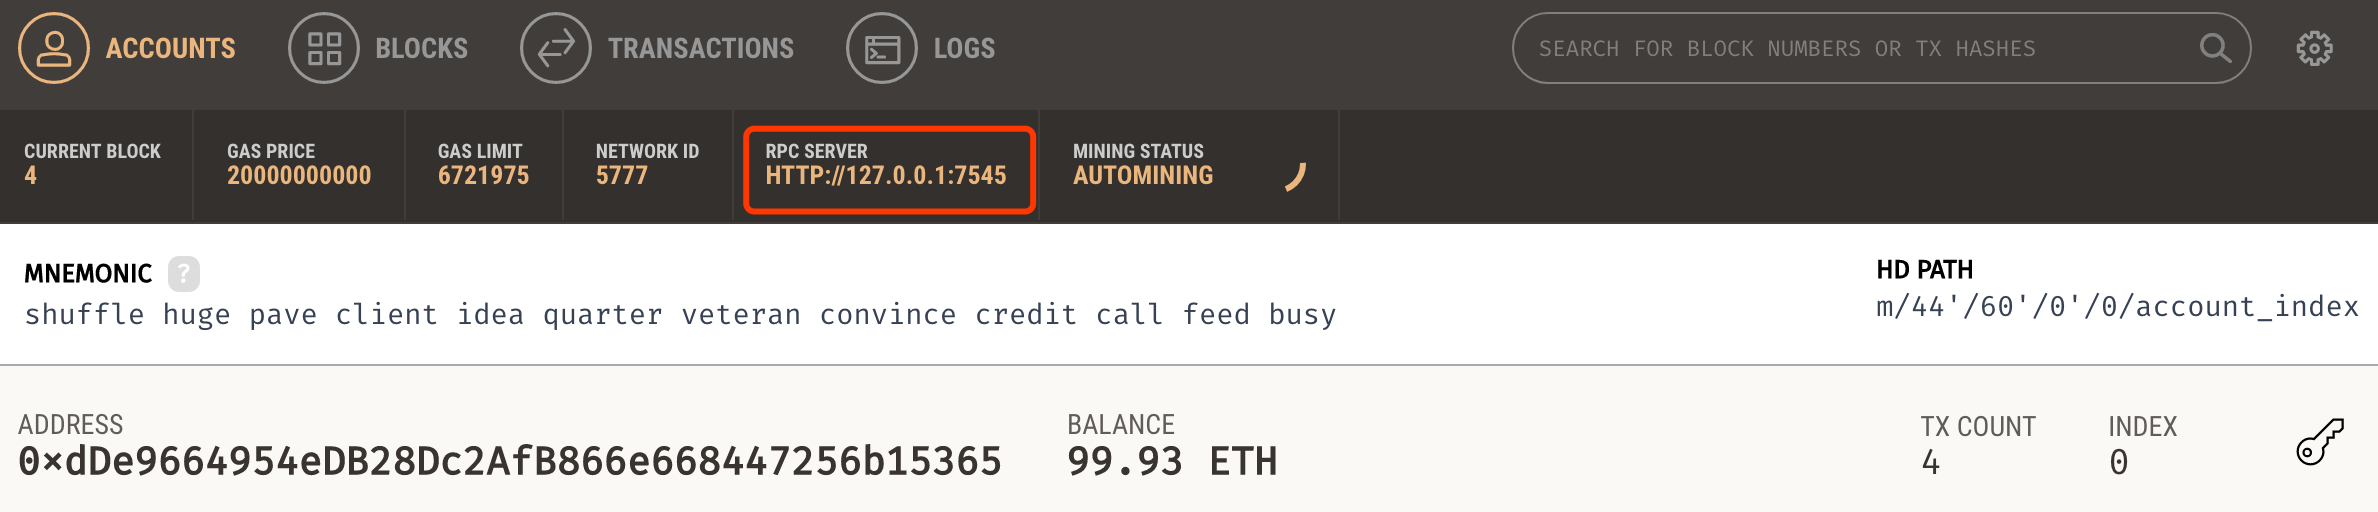 ACCOUNTS BLOCKS TRANSACTIONS LOGS SEARCH FOR BLOCK NUMBERS OR TX HASHES
CURRENT BLOCK GAS PRICE GAS LIMIT NETWORK ID RPC SERVER MINING STATUS
4 20000000000 6721975 5777 HTTP://127.0.0.1:7545 AUTOMINING
MNEMONIC ? HD PATH
shuffle huge pave client idea quarter veteran convince credit call feed busy m/44'/60'/0'/0/account_index
ADDRESS BALANCE TX COUNT INDEX
0xdDe9664954eDB28Dc2AfB866e668447256b15365 99.93 ETH 4 0